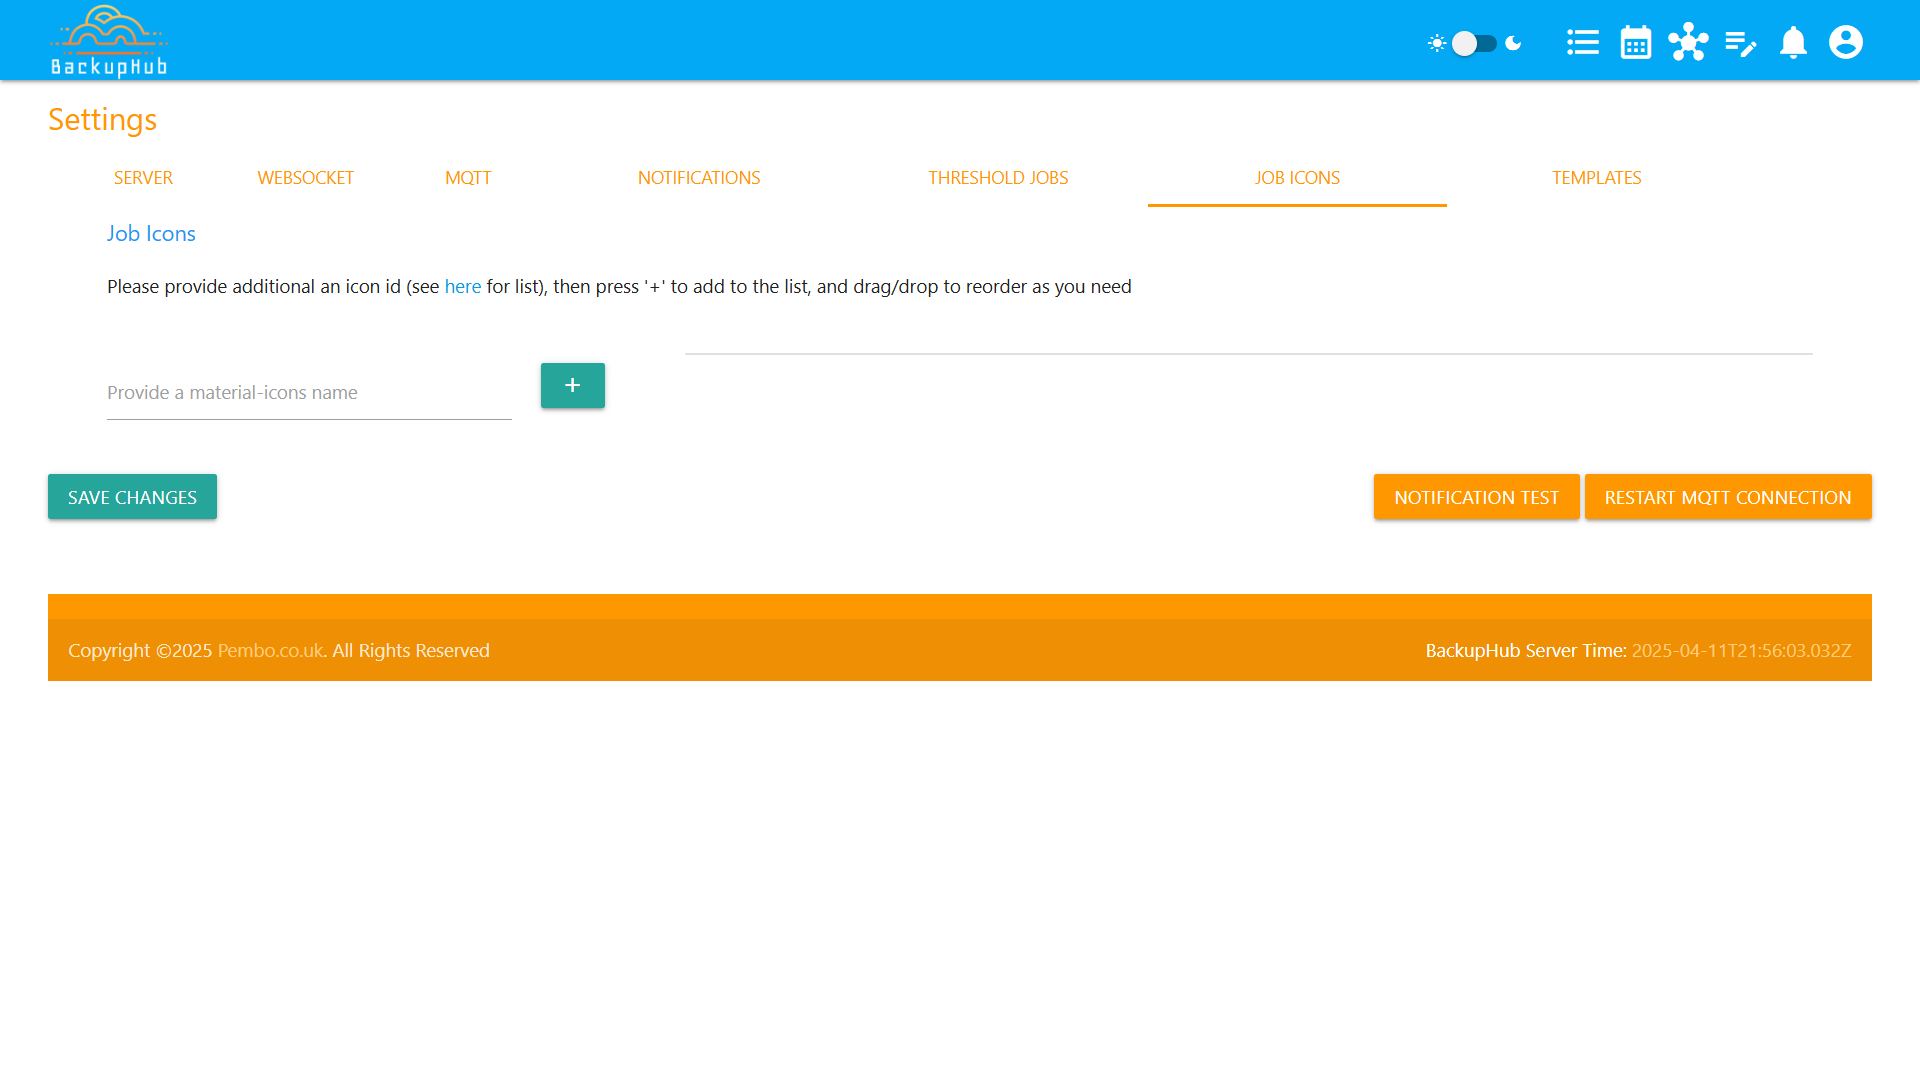 BackupHub
Settings
SERVER WEBSOCKET MQTT NOTIFICATIONS THRESHOLD JOBS JOB ICONS TEMPLATES
Job Icons
Please provide additional an icon id (see here for list), then press '+' to add to the list, and drag/drop to reorder as you need
Provide a material-icons name +
SAVE CHANGES NOTIFICATION TEST RESTART MQTT CONNECTION
Copyright ©2025 Pembo.co.uk. All Rights Reserved BackupHub Server Time: 2025-04-11T21:56:03.032Z